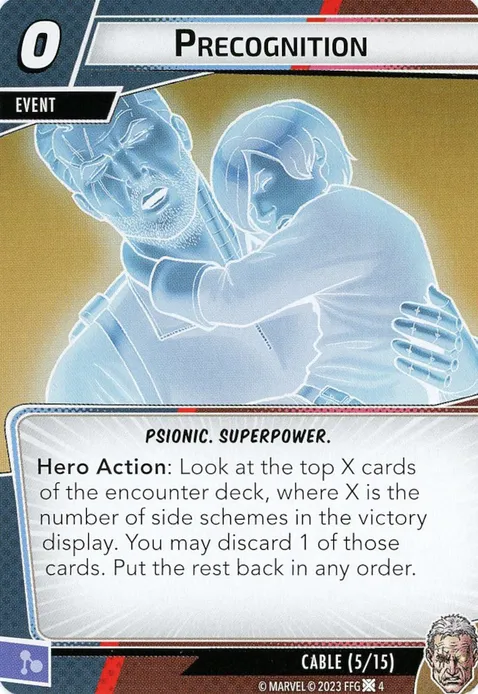 0
PRECOGNITION
EVENT
PSIONIC. SUPERPOWER.
Hero Action: Look at the top X cards
of the encounter deck, where X is the
number of side schemes in the victory
display. You may discard 1 of those
cards. Put the rest back in any order.
CABLE (5/15)
© MARVEL © 2023 FFG 4